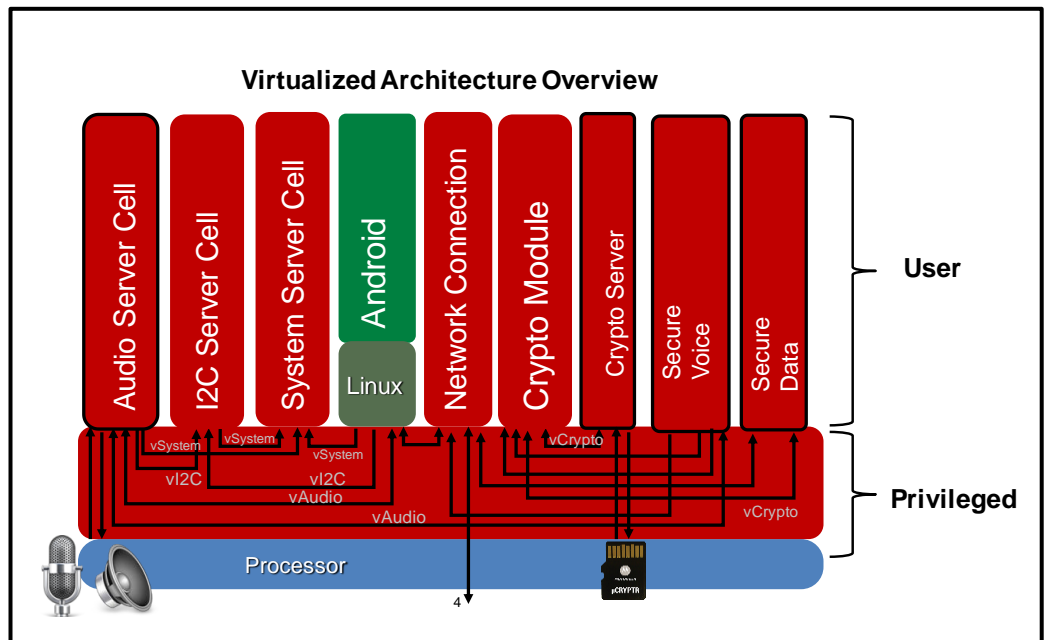 Virtualized Architecture Overview
Audio Server Cell
I2C Server Cell
System Server Cell
Android
Linux
Network Connection
Crypto Module
Crypto Server
Secure
Voice
Secure
Data
User
vSystem
vSystem
vSystem
vCrypto
vI2C
vI2C
vAudio
vAudio
vCrypto
Privileged
Processor
µCRYPTR
4